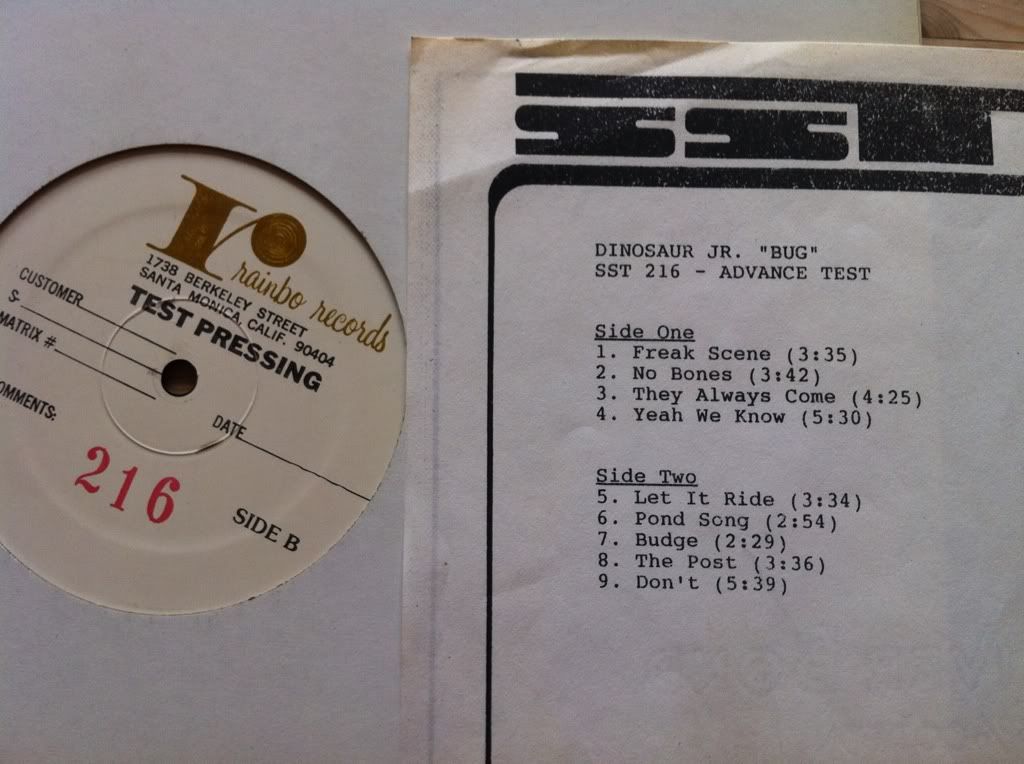 r
rainbo records
1738 BERKELEY STREET
SANTA MONICA, CALIF. 90404
TEST PRESSING
CUSTOMER
S-
MATRIX #
OMMENTS:
DATE
216
SIDE B
SST
DINOSAUR JR. "BUG"
SST 216 - ADVANCE TEST
Side One
1. Freak Scene (3:35)
2. No Bones (3:42)
3. They Always Come (4:25)
4. Yeah We Know (5:30)
Side Two
5. Let It Ride (3:34)
6. Pond Song (2:54)
7. Budge (2:29)
8. The Post (3:36)
9. Don't (5:39)